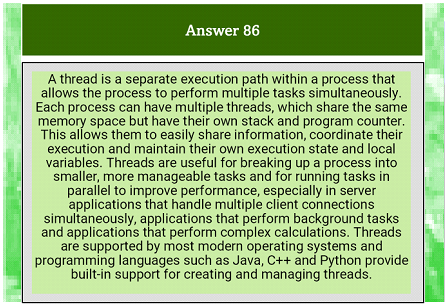 Answer 86
A thread is a separate execution path within a process that
allows the process to perform multiple tasks simultaneously.
Each process can have multiple threads, which share the same
memory space but have their own stack and program counter.
This allows them to easily share information, coordinate their
execution and maintain their own execution state and local
variables. Threads are useful for breaking up a process into
smaller, more manageable tasks and for running tasks in
parallel to improve performance, especially in server
applications that handle multiple client connections
simultaneously, applications that perform background tasks
and applications that perform complex calculations. Threads
are supported by most modern operating systems and
programming languages such as Java, C++ and Python provide
built-in support for creating and managing threads.